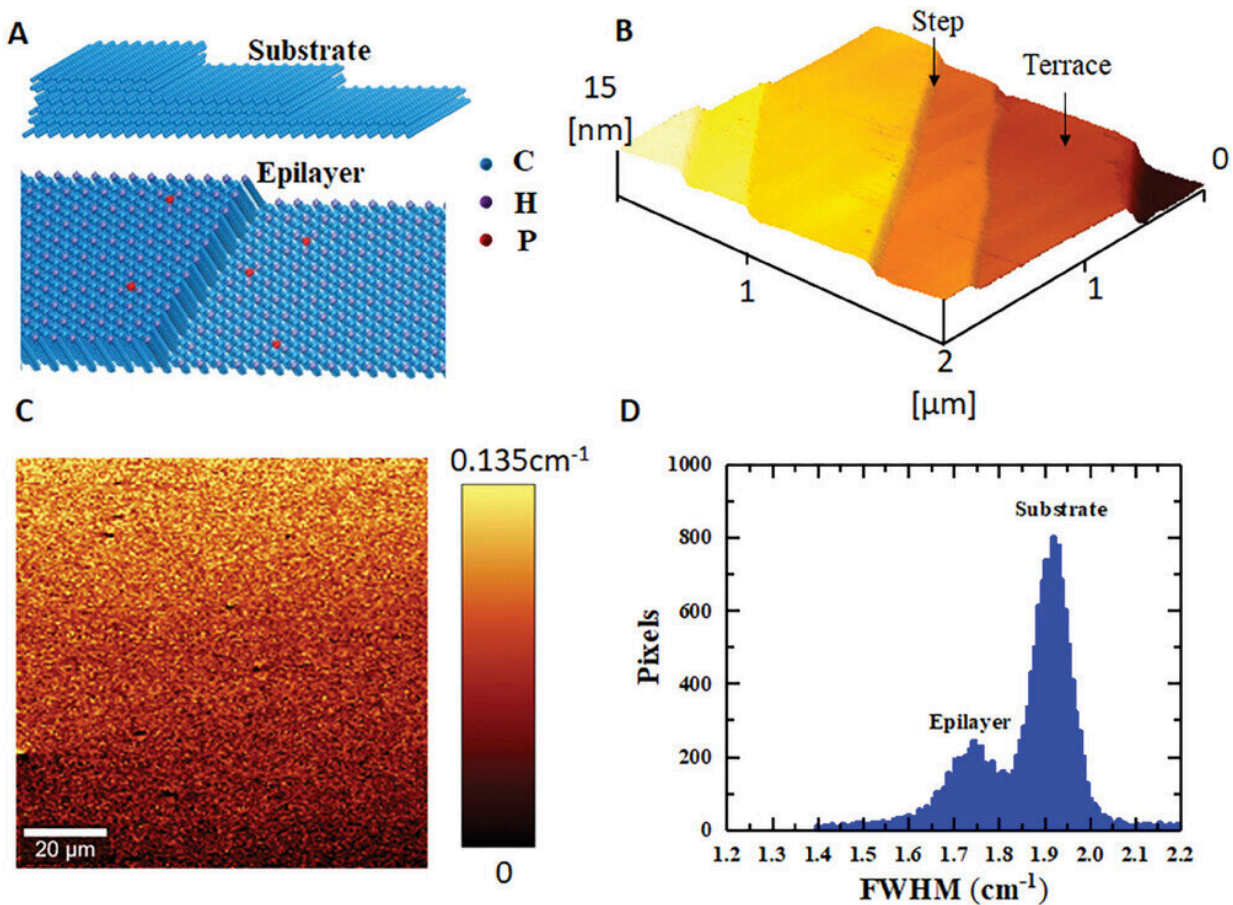 A
Substrate
Epilayer
C
H
P
B
Step
Terrace
15
[nm]
0
1
1
2
[μm]
C
0.135cm⁻¹
0
20 μm
D
1000
800
600
400
200
0
Pixels
Substrate
Epilayer
1.2 1.3 1.4 1.5 1.6 1.7 1.8 1.9 2.0 2.1 2.2
FWHM (cm⁻¹)